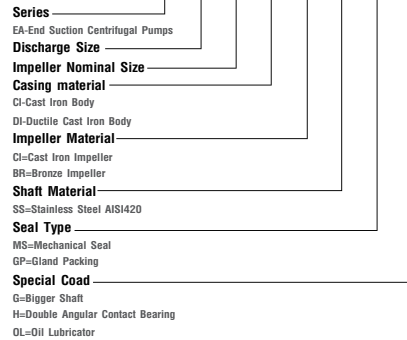 Series
EA-End Suction Centrifugal Pumps
Discharge Size
Impeller Nominal Size
Casing material
CI-Cast Iron Body
DI-Ductile Cast Iron Body
Impeller Material
CI=Cast Iron Impeller
BR=Bronze Impeller
Shaft Material
SS=Stainless Steel AISI420
Seal Type
MS=Mechanical Seal
GP=Gland Packing
Special Coad
G=Bigger Shaft
H=Double Angular Contact Bearing
OL=Oil Lubricator